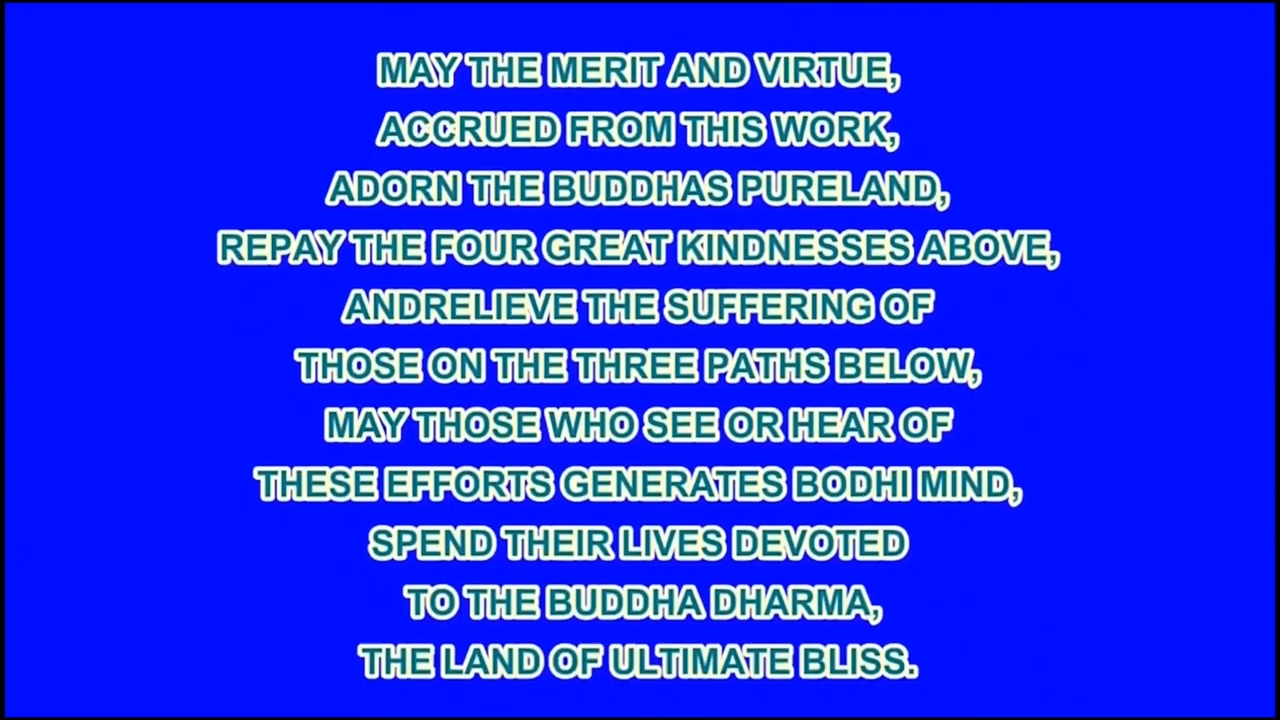 MAY THE MERIT AND VIRTUE,
ACCRUED FROM THIS WORK,
ADORN THE BUDDHAS PURELAND,
REPAY THE FOUR GREAT KINDNESSES ABOVE,
ANDRELIEVE THE SUFFERING OF
THOSE ON THE THREE PATHS BELOW,
MAY THOSE WHO SEE OR HEAR OF
THESE EFFORTS GENERATES BODHI MIND,
SPEND THEIR LIVES DEVOTED
TO THE BUDDHA DHARMA,
THE LAND OF ULTIMATE BLISS.